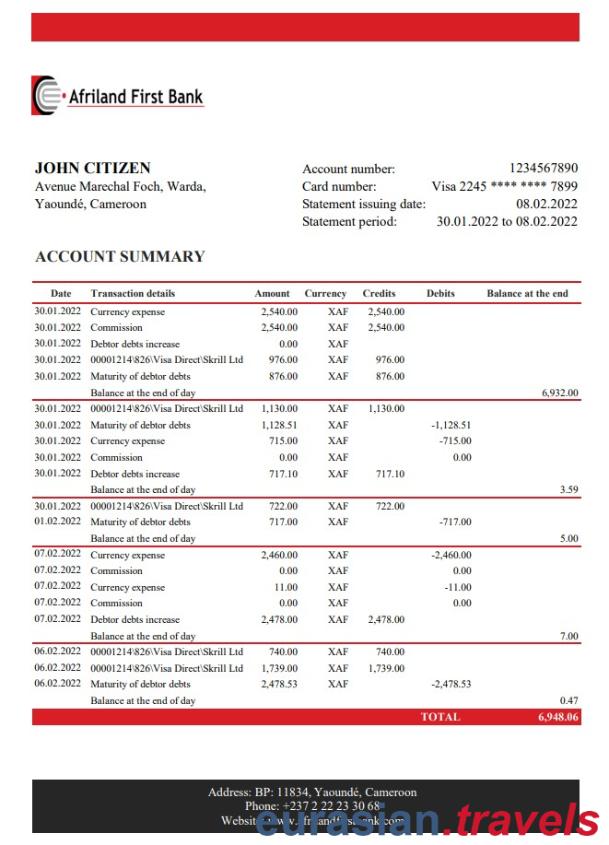 Afriland First Bank
JOHN CITIZEN
Avenue Marechal Foch, Warda,
Yaoundé, Cameroon
Account number: 1234567890
Card number: Visa 2245 **** **** 7899
Statement issuing date: 08.02.2022
Statement period: 30.01.2022 to 08.02.2022
ACCOUNT SUMMARY
Date Transaction details Amount Currency Credits Debits Balance at the end
30.01.2022 Currency expense 2,540.00 XAF 2,540.00
30.01.2022 Commission 2,540.00 XAF 2,540.00
30.01.2022 Debtor debts increase 0.00 XAF
30.01.2022 00001214\826\Visa Direct\Skrill Ltd 976.00 XAF 976.00
30.01.2022 Maturity of debtor debts 876.00 XAF 876.00
Balance at the end of day 6,932.00
30.01.2022 00001214\826\Visa Direct\Skrill Ltd 1,130.00 XAF 1,130.00
30.01.2022 Maturity of debtor debts 1,128.51 XAF -1,128.51
30.01.2022 Currency expense 715.00 XAF -715.00
30.01.2022 Commission 0.00 XAF 0.00
30.01.2022 Debtor debts increase 717.10 XAF 717.10
Balance at the end of day 3.59
30.01.2022 00001214\826\Visa Direct\Skrill Ltd 722.00 XAF 722.00
01.02.2022 Maturity of debtor debts 717.00 XAF -717.00
Balance at the end of day 5.00
07.02.2022 Currency expense 2,460.00 XAF -2,460.00
07.02.2022 Commission 0.00 XAF 0.00
07.02.2022 Currency expense 11.00 XAF -11.00
07.02.2022 Commission 0.00 XAF 0.00
07.02.2022 Debtor debts increase 2,478.00 XAF 2,478.00
Balance at the end of day 7.00
06.02.2022 00001214\826\Visa Direct\Skrill Ltd 740.00 XAF 740.00
06.02.2022 00001214\826\Visa Direct\Skrill Ltd 1,739.00 XAF 1,739.00
06.02.2022 Maturity of debtor debts 2,478.53 XAF -2,478.53
Balance at the end of day 0.47
TOTAL 6,948.06
Address: BP: 11834, Yaoundé, Cameroon
Phone: +237 2 22 23 30 68
eurasian.travels